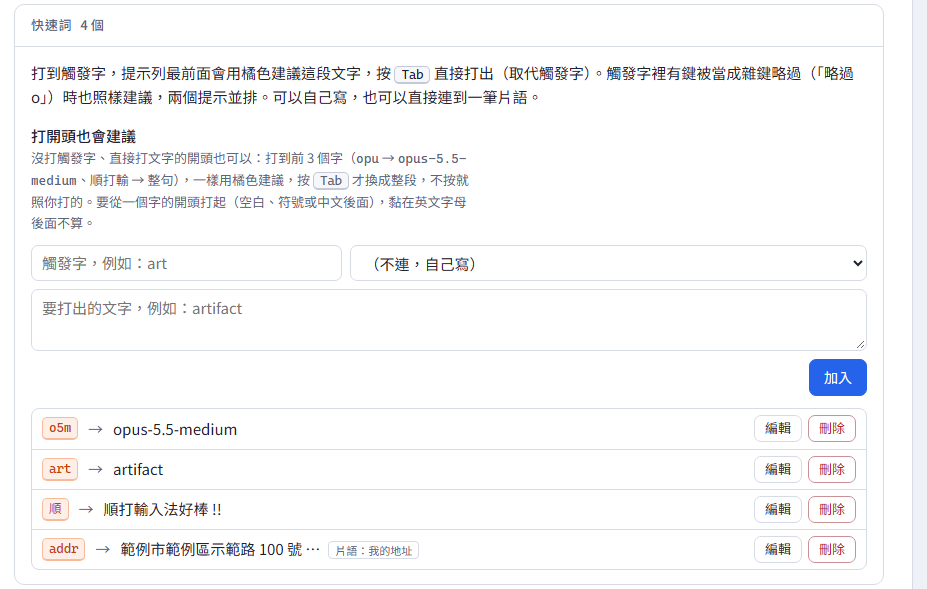 快速詞 4 個
打到觸發字，提示列最前面會用橘色建議這段文字，按 Tab 直接打出（取代觸發字）。觸發字裡有鍵被當成雜鍵略過（「略過
o」）時也照樣建議，兩個提示並排。可以自己寫，也可以直接連到一筆片語。
打開頭也會建議
沒打觸發字、直接打文字的開頭也可以：打到前 3 個字（opu → opus-5.5-
medium、順打輸 → 整句），一樣用橘色建議，按 Tab 才換成整段，不按就
照你打的。要從一個字的開頭打起（空白、符號或中文後面），黏在英文字母
後面不算。
觸發字，例如：art （不連，自己寫）
要打出的文字，例如：artifact
加入
o5m → opus-5.5-medium 編輯 刪除
art → artifact 編輯 刪除
順 → 順打輸入法好棒 !! 編輯 刪除
addr → 範例市範例區示範路 100 號 ⋯ 片語：我的地址 編輯 刪除